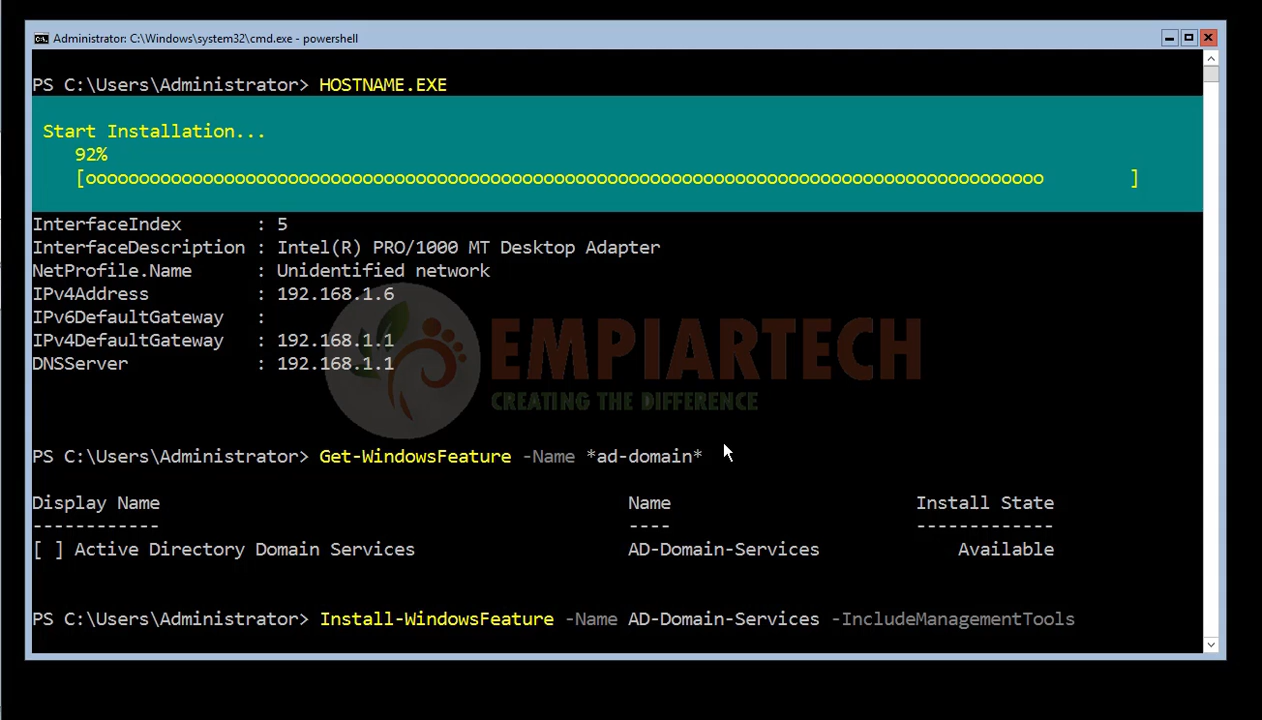 Administrator: C:\Windows\system32\cmd.exe - powershell
PS C:\Users\Administrator> HOSTNAME.EXE
Start Installation...
92%
[oooooooooooooooooooooooooooooooooooooooooooooooooooooooooooooooooooooooooooooooooooooooooo        ]
InterfaceIndex       : 5
InterfaceDescription : Intel(R) PRO/1000 MT Desktop Adapter
NetProfile.Name      : Unidentified network
IPv4Address          : 192.168.1.6
IPv6DefaultGateway   :
IPv4DefaultGateway   : 192.168.1.1
DNSServer            : 192.168.1.1
EMPIARTECH
CREATING THE DIFFERENCE
PS C:\Users\Administrator> Get-WindowsFeature -Name *ad-domain*
Display Name                                            Name                       Install State
------------                                            ----                       -------------
[ ] Active Directory Domain Services                    AD-Domain-Services             Available
PS C:\Users\Administrator> Install-WindowsFeature -Name AD-Domain-Services -IncludeManagementTools